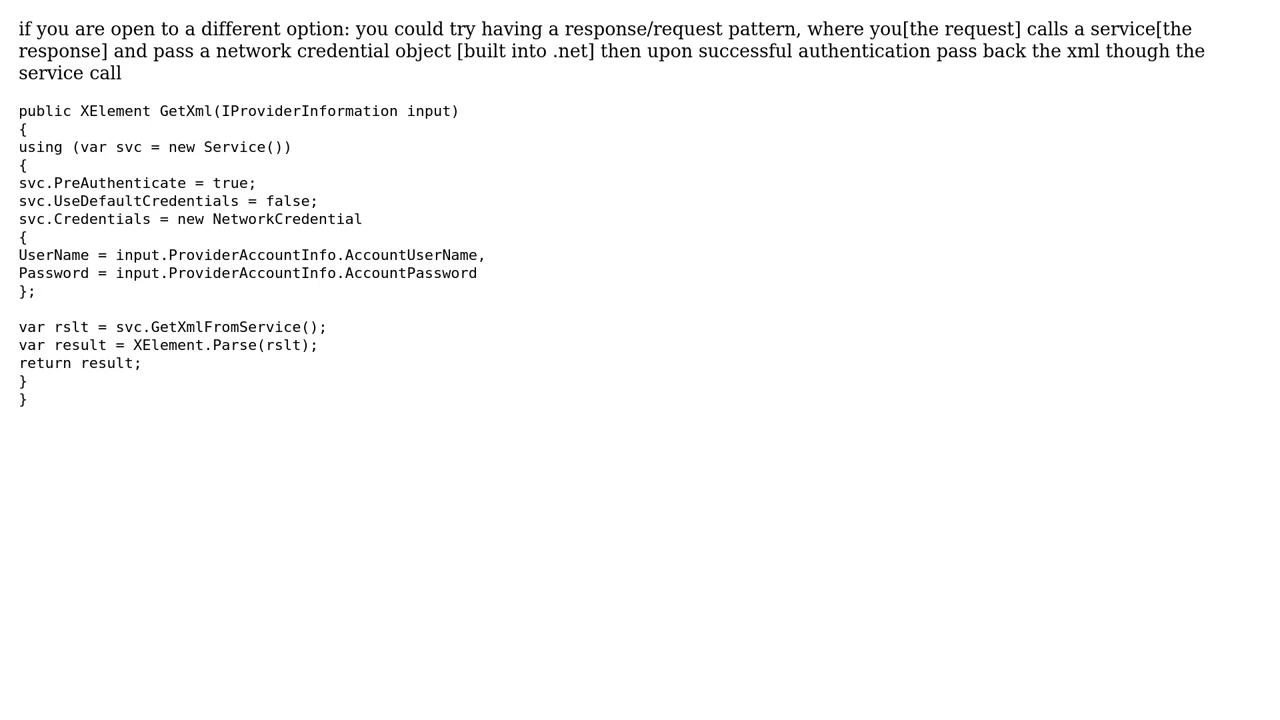 if you are open to a different option: you could try having a response/request pattern, where you[the request] calls a service[the
response] and pass a network credential object [built into .net] then upon successful authentication pass back the xml though the
service call
public XElement GetXml(IProviderInformation input)
{
using (var svc = new Service())
{
svc.PreAuthenticate = true;
svc.UseDefaultCredentials = false;
svc.Credentials = new NetworkCredential
{
UserName = input.ProviderAccountInfo.AccountUserName,
Password = input.ProviderAccountInfo.AccountPassword
};
var rslt = svc.GetXmlFromService();
var result = XElement.Parse(rslt);
return result;
}
}